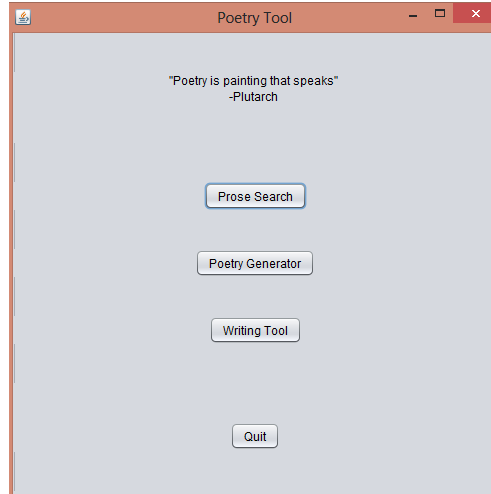 Poetry Tool
"Poetry is painting that speaks"
-Plutarch
Prose Search
Poetry Generator
Writing Tool
Quit